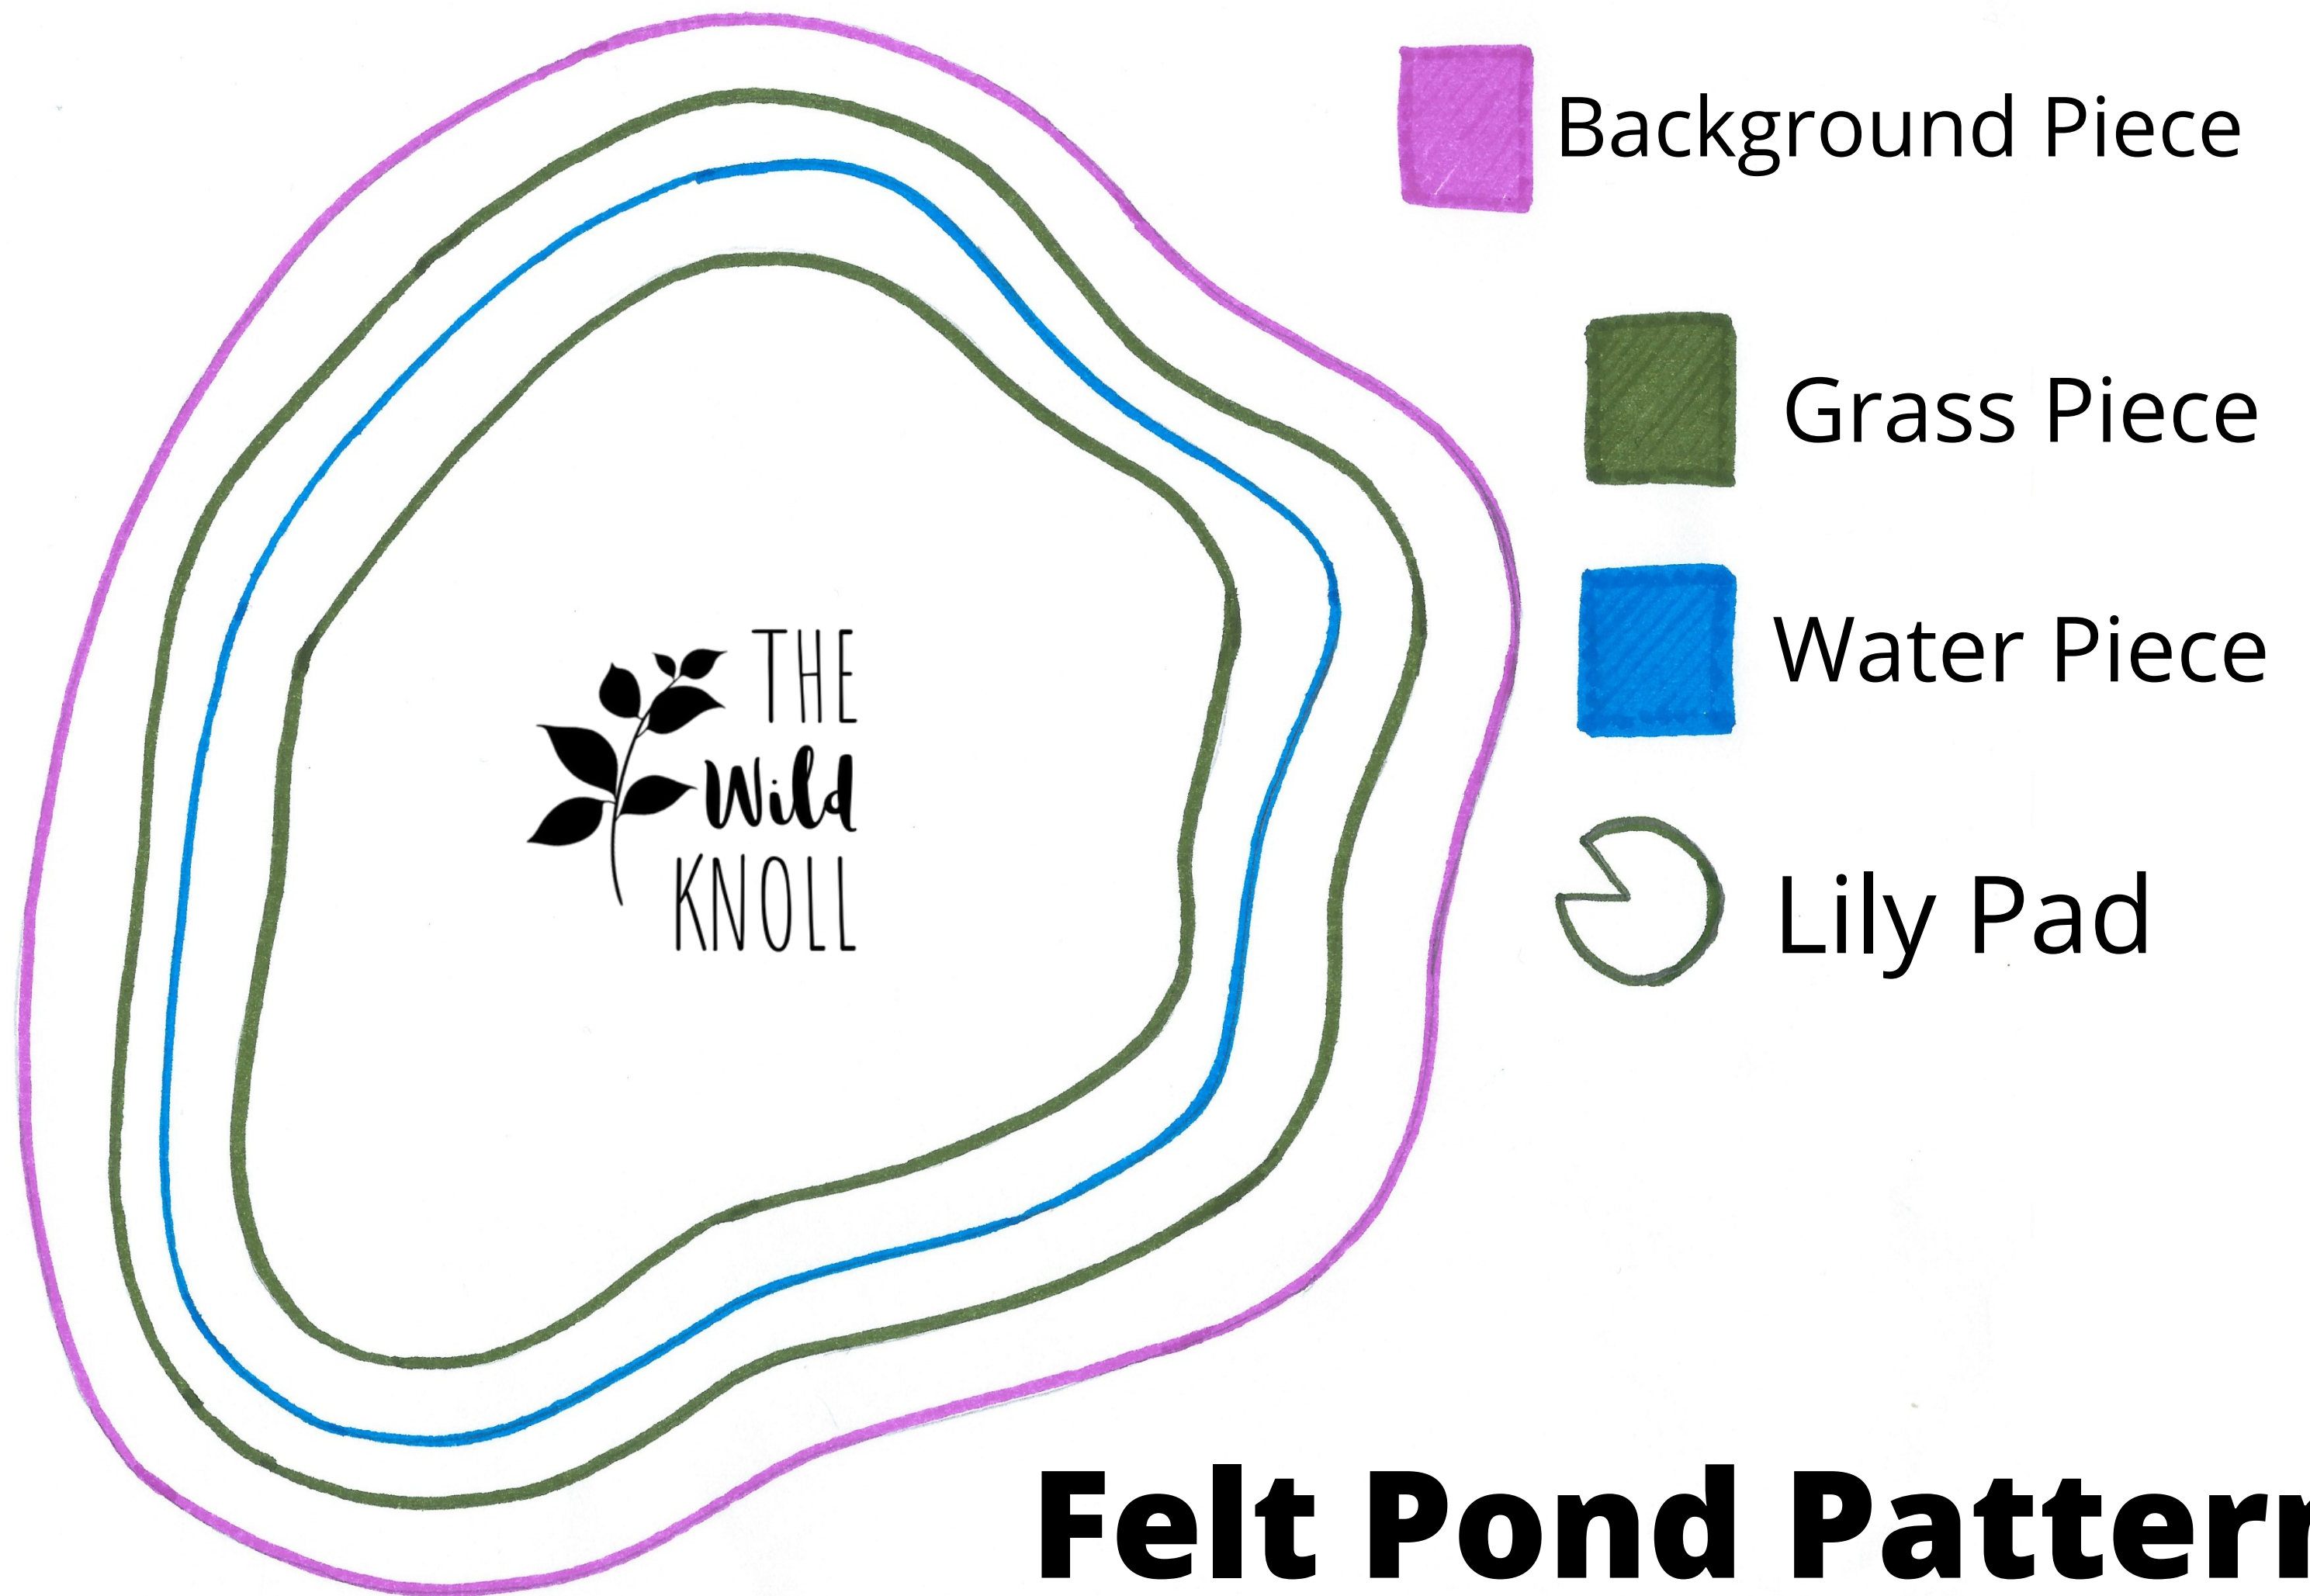 Background Piece
Grass Piece
Water Piece
Lily Pad
THE
Wild
KNOLL
Felt Pond Pattern